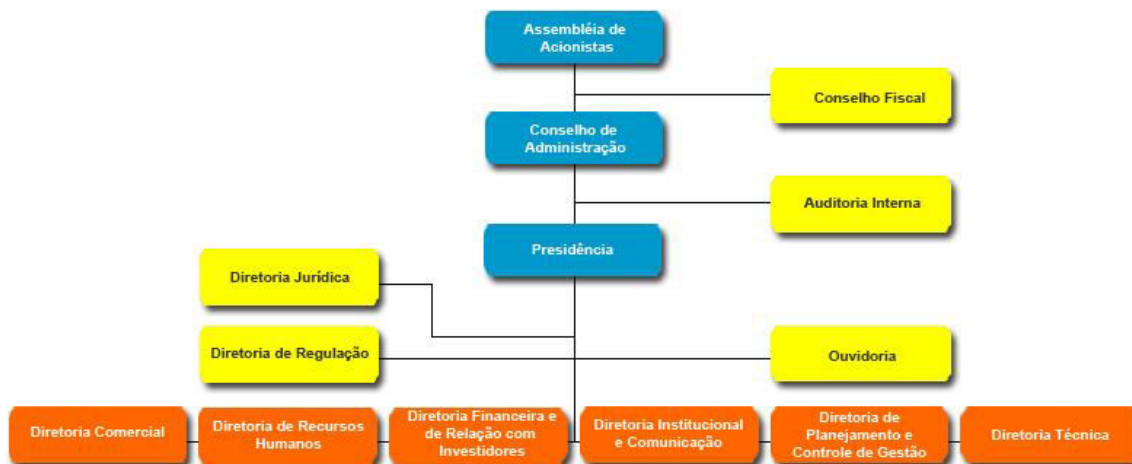 Assembléia de
Acionistas
Conselho Fiscal
Conselho de
Administração
Auditoria Interna
Presidência
Diretoria Jurídica
Diretoria de Regulação
Ouvidoria
Diretoria Comercial
Diretoria de Recursos
Humanos
Diretoria Financeira e
de Relação com
Investidores
Diretoria Institucional
e Comunicação
Diretoria de
Planejamento e
Controle de Gestão
Diretoria Técnica